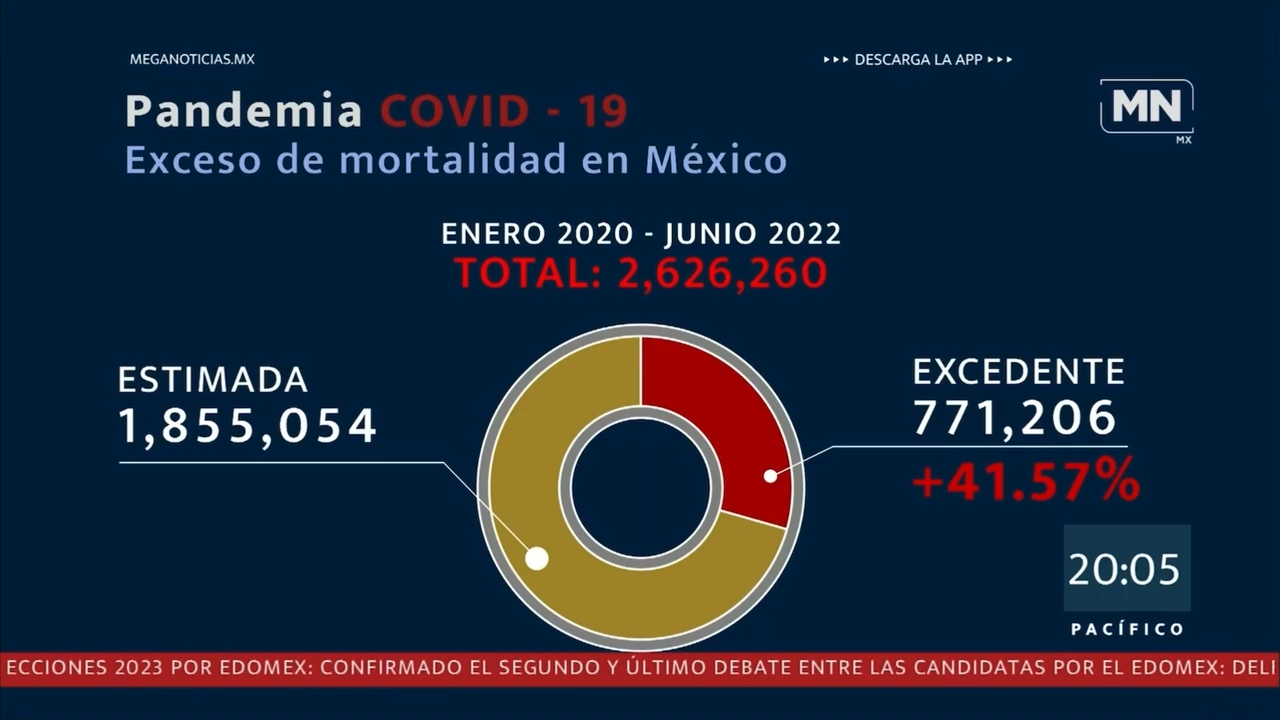 MEGANOTICIAS.MX
DESCARGA LA APP
MN
MX
Pandemia COVID - 19
Exceso de mortalidad en México
ENERO 2020 - JUNIO 2022
TOTAL: 2,626,260
ESTIMADA
1,855,054
EXCEDENTE
771,206
+41.57%
20:05
PACÍFICO
ECCIONES 2023 POR EDOMEX: CONFIRMADO EL SEGUNDO Y ÚLTIMO DEBATE ENTRE LAS CANDIDATAS POR EL EDOMEX: DELI